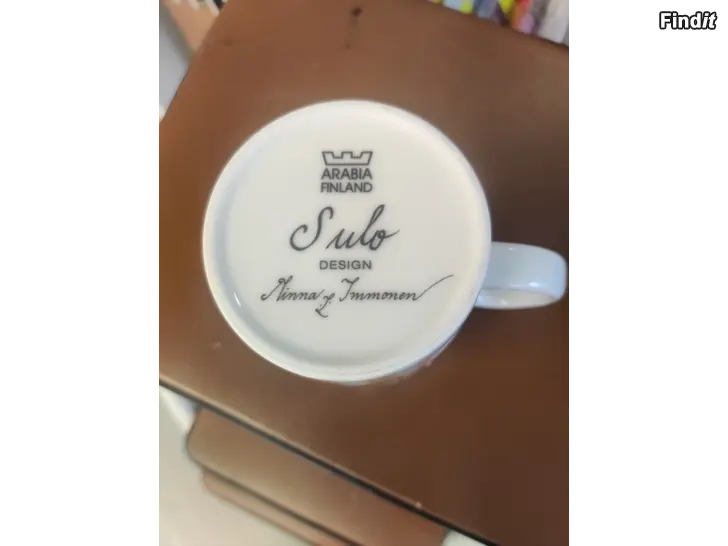 Findit
ARABIA
FINLAND
Sulo
DESIGN
Minna L. Immonen